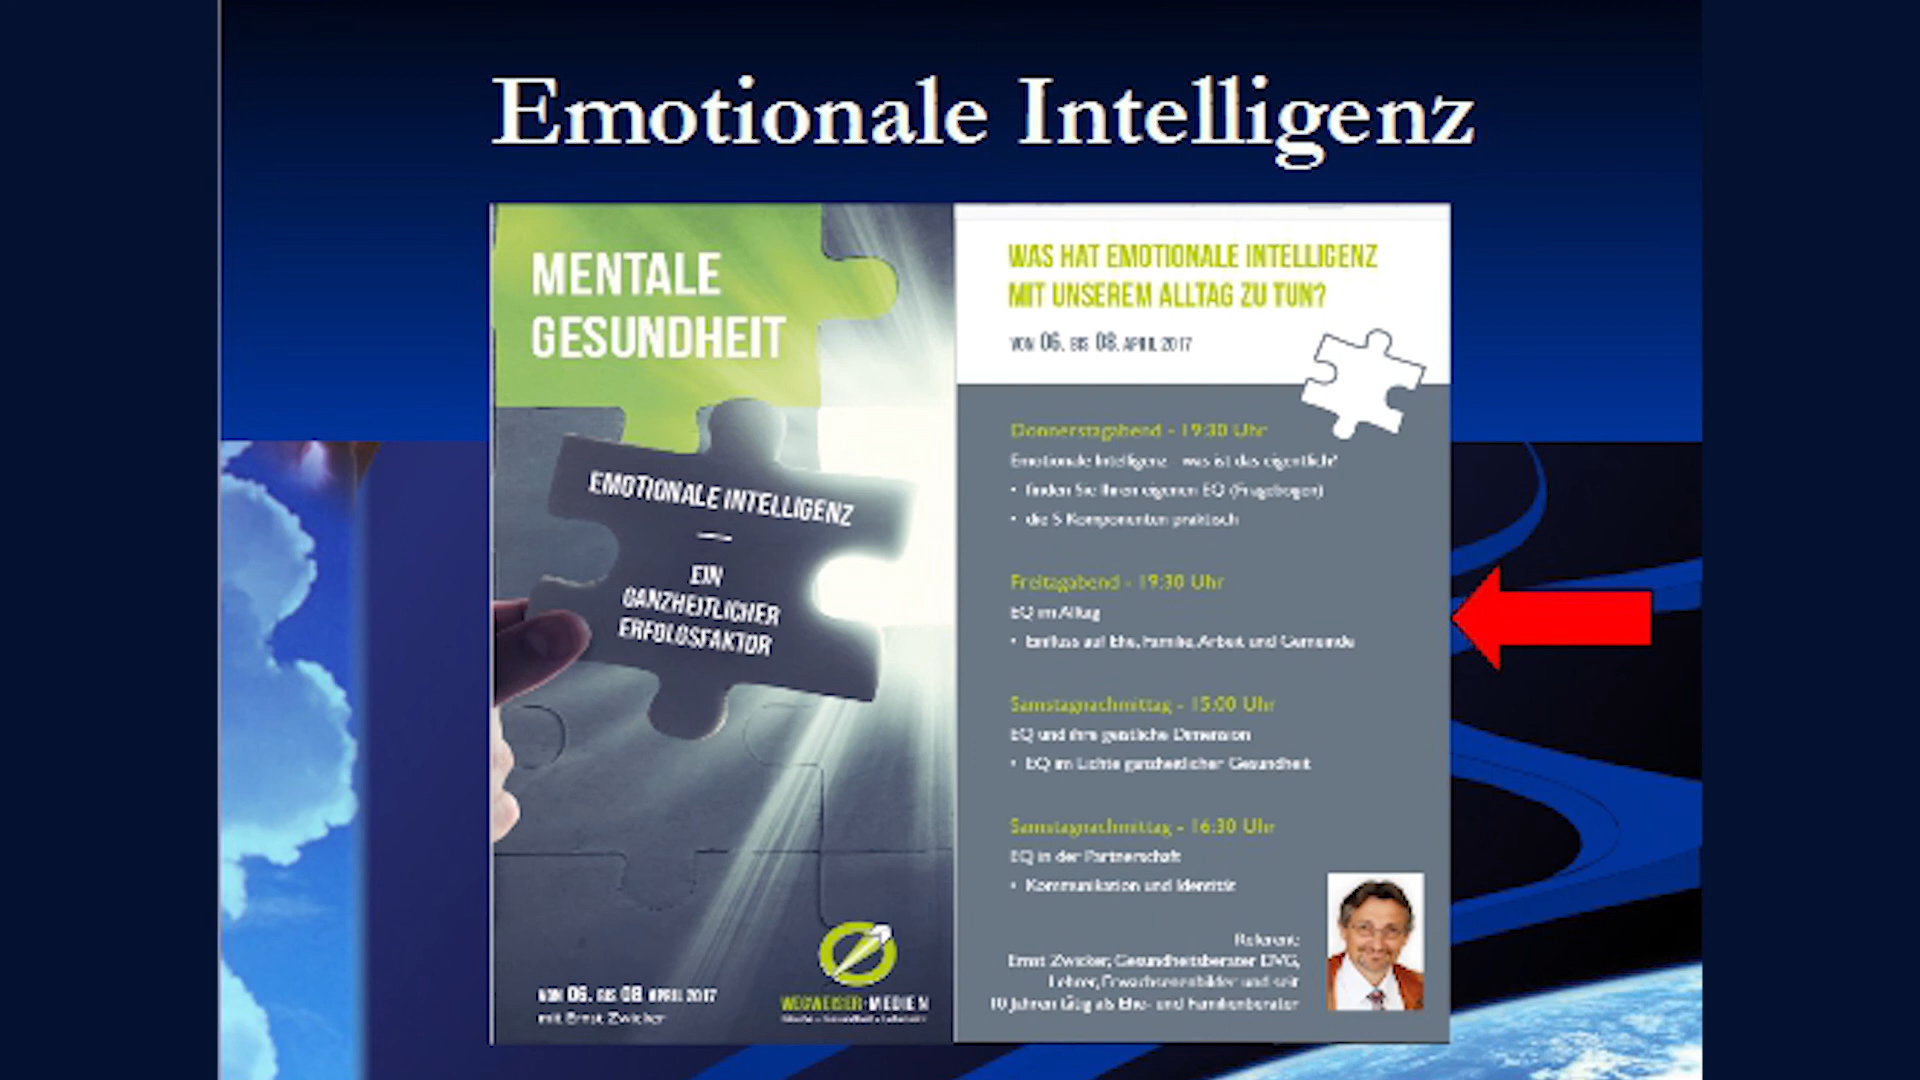 Emotionale Intelligenz
MENTALE
GESUNDHEIT
EMOTIONALE INTELLIGENZ
—
EIN
GANZHEITLICHER
ERFOLGSFAKTOR
VON 06. BIS 08. APRIL 2017
mit Ernst Zwicker
WEGWEISER-MEDIEN
WAS HAT EMOTIONALE INTELLIGENZ
MIT UNSEREM ALLTAG ZU TUN?
VON 06. BIS 08. APRIL 2017
Donnerstagabend - 19:30 Uhr
Emotionale Intelligenz - was ist das eigentlich?
• finden Sie Ihren eigenen EQ (Fragebogen)
• die 5 Komponenten praktisch
Freitagabend - 19:30 Uhr
EQ im Alltag
• Einfluss auf Ehe, Familie, Arbeit und Gemeinde
Samstagnachmittag - 15:00 Uhr
EQ und ihre geistliche Dimension
• EQ im Lichte ganzheitlicher Gesundheit
Samstagnachmittag - 16:30 Uhr
EQ in der Partnerschaft
• Kommunikation und Identität
Referent:
Ernst Zwicker, Gesundheitsberater DVG,
Lehrer, Erwachsenenbildner und seit
10 Jahren tätig als Ehe- und Familienberater